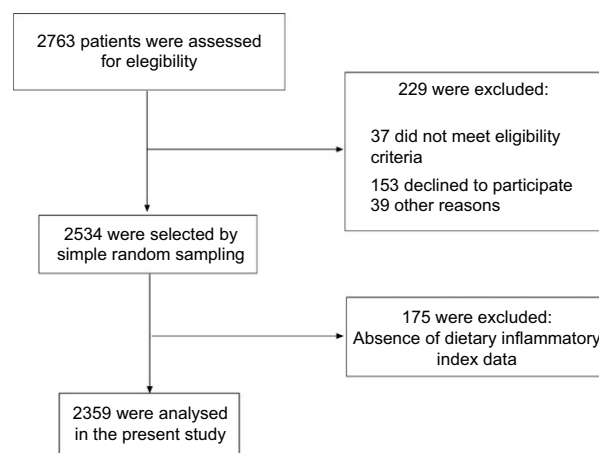 2763 patients were assessed
for elegibility
229 were excluded:
37 did not meet eligibility
criteria
153 declined to participate
39 other reasons
2534 were selected by
simple random sampling
175 were excluded:
Absence of dietary inflammatory
index data
2359 were analysed
in the present study